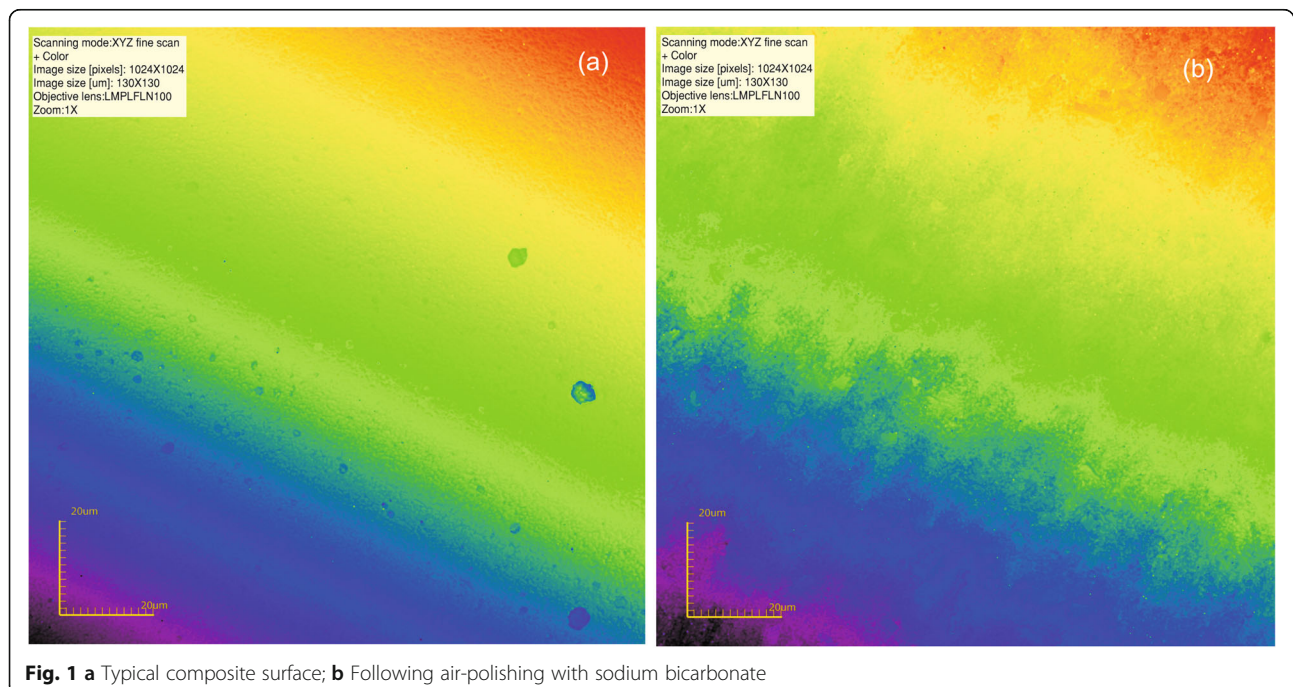 Scanning mode:XYZ fine scan
+ Color
Image size [pixels]: 1024X1024
Image size [um]: 130X130
Objective lens:LMPLFLN100
Zoom:1X
(a)
20um
20um
Scanning mode:XYZ fine scan
+ Color
Image size [pixels]: 1024X1024
Image size [um]: 130X130
Objective lens:LMPLFLN100
Zoom:1X
(b)
20um
20um
Fig. 1 a Typical composite surface; b Following air-polishing with sodium bicarbonate